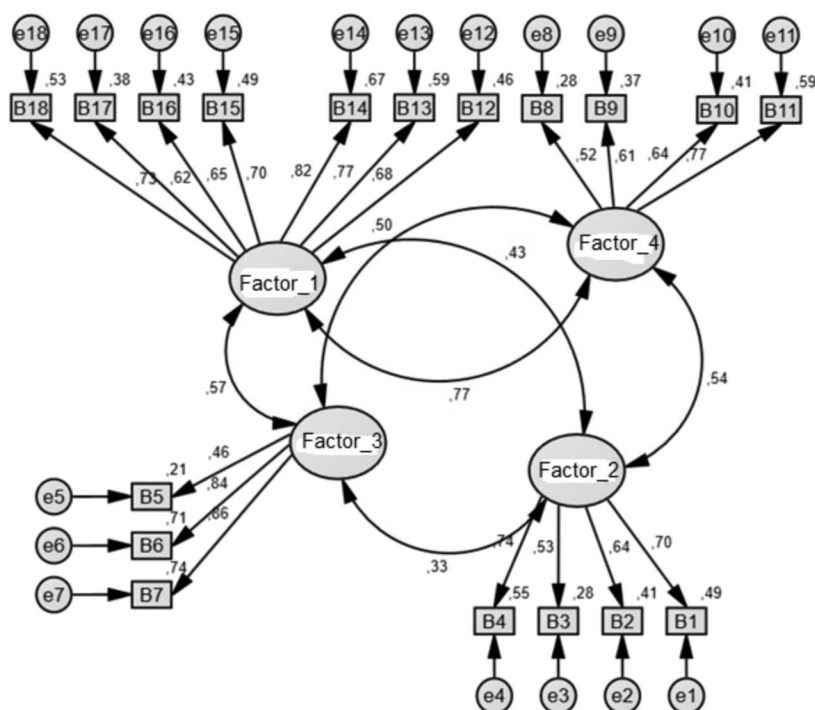 e18 e17 e16 e15 e14 e13 e12 e8 e9 e10 e11
,53 ,38 ,43 ,49 ,67 ,59 ,46 ,28 ,37 ,41 ,59
B18 B17 B16 B15 B14 B13 B12 B8 B9 B10 B11
,73 ,62 ,65 ,70 ,82 ,77 ,68 ,52 ,61 ,64 ,77
,50 ,43
Factor_4
Factor_1
,57 ,77 ,54
Factor_3
Factor_2
,21 ,46
e5 B5
,84
,71 ,86
e6 B6
,74
e7 B7
,33
,74 ,53 ,64 ,70
,55 ,28 ,41 ,49
B4 B3 B2 B1
e4 e3 e2 e1